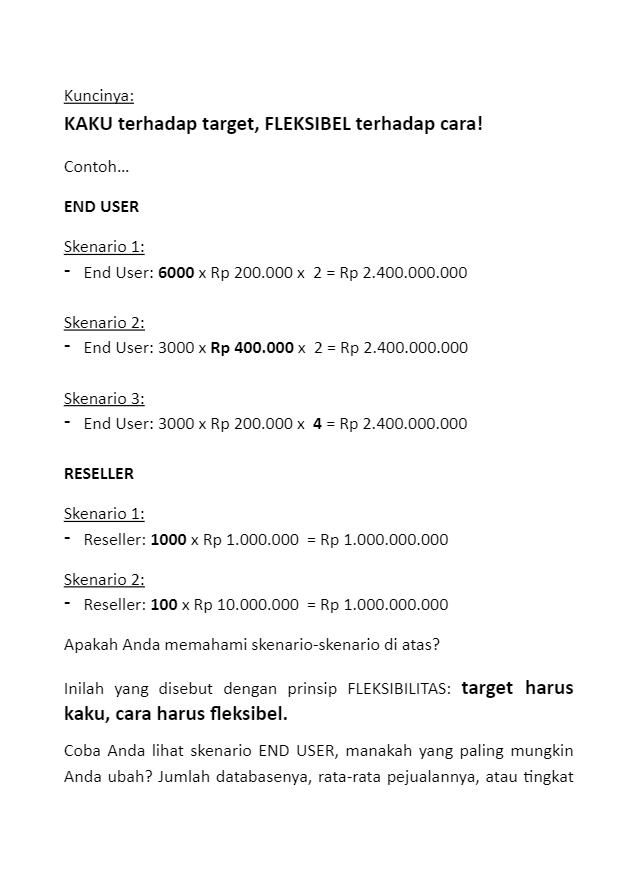 Kuncinya:
KAKU terhadap target, FLEKSIBEL terhadap cara!
Contoh...
END USER
Skenario 1:
- End User: 6000 x Rp 200.000 x 2 = Rp 2.400.000.000
Skenario 2:
- End User: 3000 x Rp 400.000 x 2 = Rp 2.400.000.000
Skenario 3:
- End User: 3000 x Rp 200.000 x 4 = Rp 2.400.000.000
RESELLER
Skenario 1:
- Reseller: 1000 x Rp 1.000.000 = Rp 1.000.000.000
Skenario 2:
- Reseller: 100 x Rp 10.000.000 = Rp 1.000.000.000
Apakah Anda memahami skenario-skenario di atas?
Inilah yang disebut dengan prinsip FLEKSIBILITAS: target harus
kaku, cara harus fleksibel.
Coba Anda lihat skenario END USER, manakah yang paling mungkin
Anda ubah? Jumlah databasenya, rata-rata pejualannya, atau tingkat